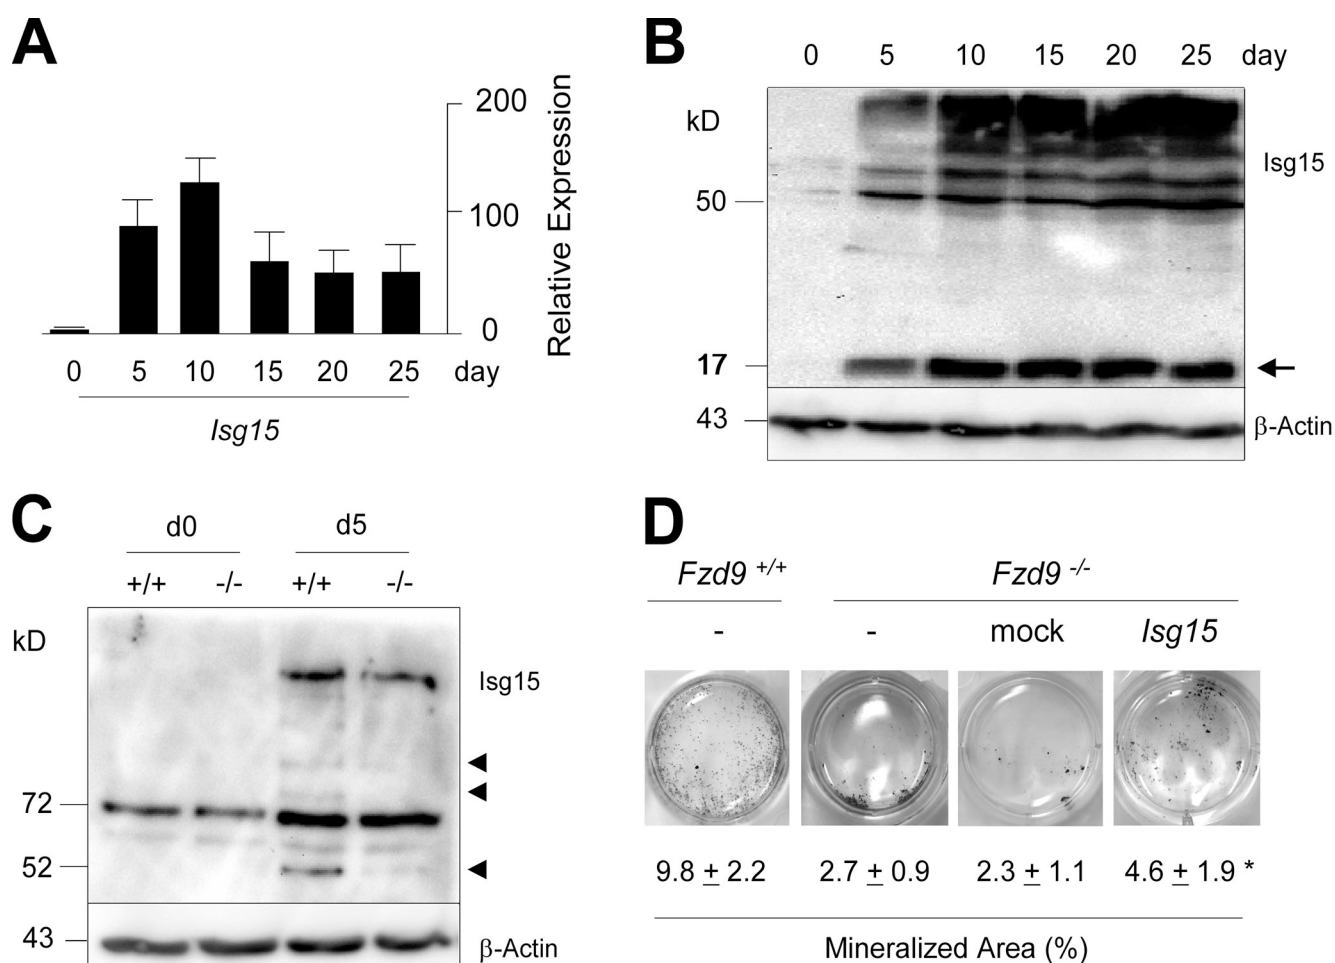 A
200
100
0
Relative Expression
0 5 10 15 20 25 day
Isg15
B
0 5 10 15 20 25 day
kD
Isg15
50
17
43
β-Actin
C
d0 d5
+/+ -/- +/+ -/-
kD
Isg15
72
52
43
β-Actin
D
Fzd9 +/+ Fzd9 -/-
- - mock Isg15
9.8 ± 2.2 2.7 ± 0.9 2.3 ± 1.1 4.6 ± 1.9 *
Mineralized Area (%)